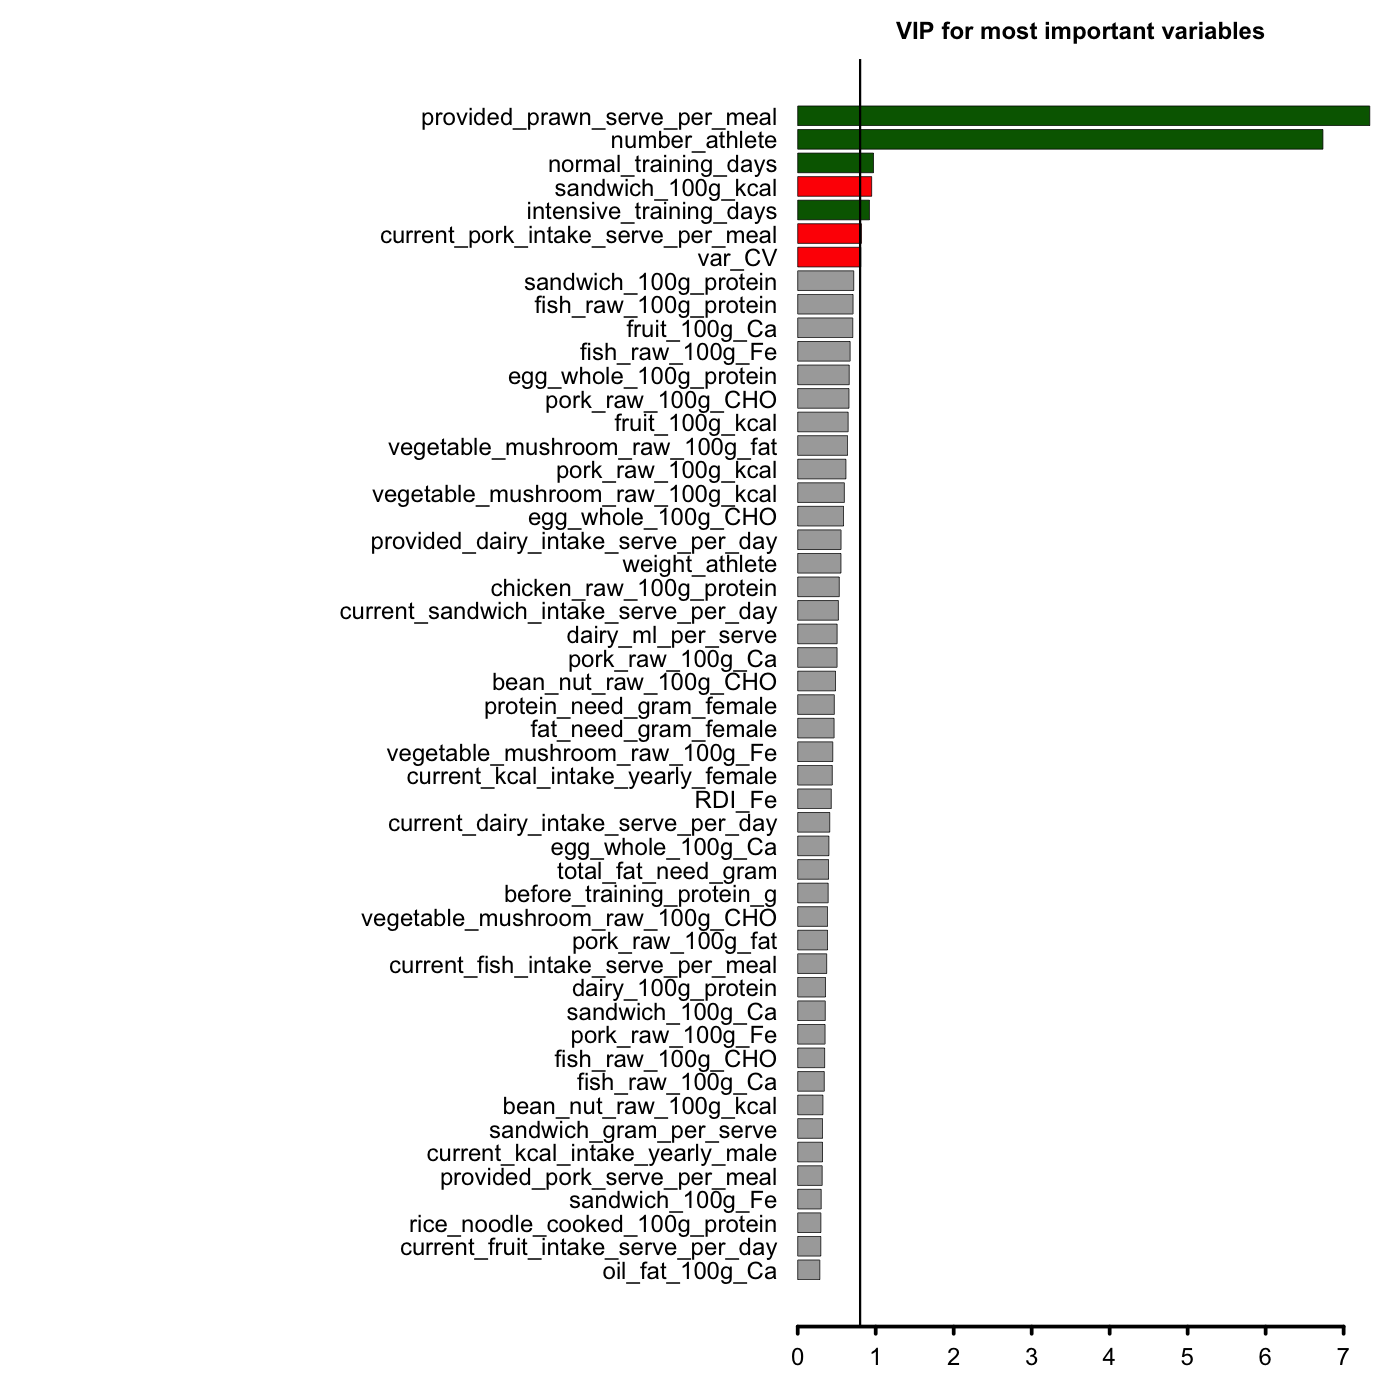 VIP for most important variables
provided_prawn_serve_per_meal
number_athlete
normal_training_days
sandwich_100g_kcal
intensive_training_days
current_pork_intake_serve_per_meal
var_CV
sandwich_100g_protein
fish_raw_100g_protein
fruit_100g_Ca
fish_raw_100g_Fe
egg_whole_100g_protein
pork_raw_100g_CHO
fruit_100g_kcal
vegetable_mushroom_raw_100g_fat
pork_raw_100g_kcal
vegetable_mushroom_raw_100g_kcal
egg_whole_100g_CHO
provided_dairy_intake_serve_per_day
weight_athlete
chicken_raw_100g_protein
current_sandwich_intake_serve_per_day
dairy_ml_per_serve
pork_raw_100g_Ca
bean_nut_raw_100g_CHO
protein_need_gram_female
fat_need_gram_female
vegetable_mushroom_raw_100g_Fe
current_kcal_intake_yearly_female
RDI_Fe
current_dairy_intake_serve_per_day
egg_whole_100g_Ca
total_fat_need_gram
before_training_protein_g
vegetable_mushroom_raw_100g_CHO
pork_raw_100g_fat
current_fish_intake_serve_per_meal
dairy_100g_protein
sandwich_100g_Ca
pork_raw_100g_Fe
fish_raw_100g_CHO
fish_raw_100g_Ca
bean_nut_raw_100g_kcal
sandwich_gram_per_serve
current_kcal_intake_yearly_male
provided_pork_serve_per_meal
sandwich_100g_Fe
rice_noodle_cooked_100g_protein
current_fruit_intake_serve_per_day
oil_fat_100g_Ca
0 1 2 3 4 5 6 7